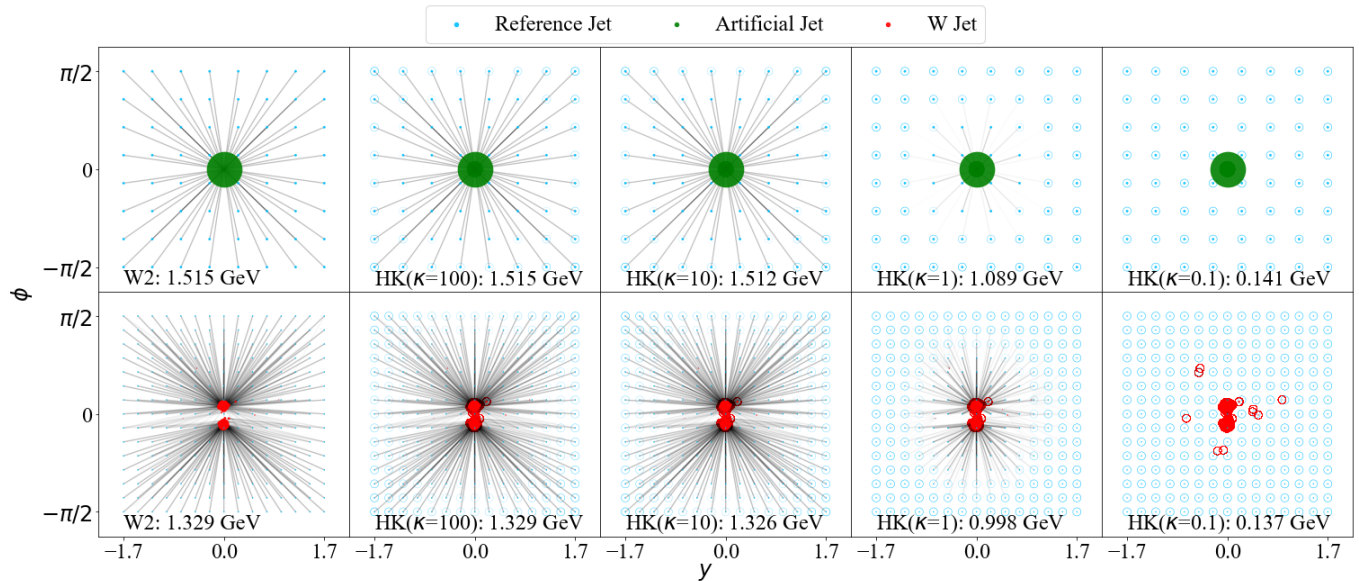 Reference Jet Artificial Jet W Jet
π/2
0
−π/2
W2: 1.515 GeV
HK(κ=100): 1.515 GeV
HK(κ=10): 1.512 GeV
HK(κ=1): 1.089 GeV
HK(κ=0.1): 0.141 GeV
ϕ
π/2
0
−π/2
W2: 1.329 GeV
HK(κ=100): 1.329 GeV
HK(κ=10): 1.326 GeV
HK(κ=1): 0.998 GeV
HK(κ=0.1): 0.137 GeV
−1.7 0.0 1.7
−1.7 0.0 1.7
−1.7 0.0 1.7
−1.7 0.0 1.7
−1.7 0.0 1.7
y